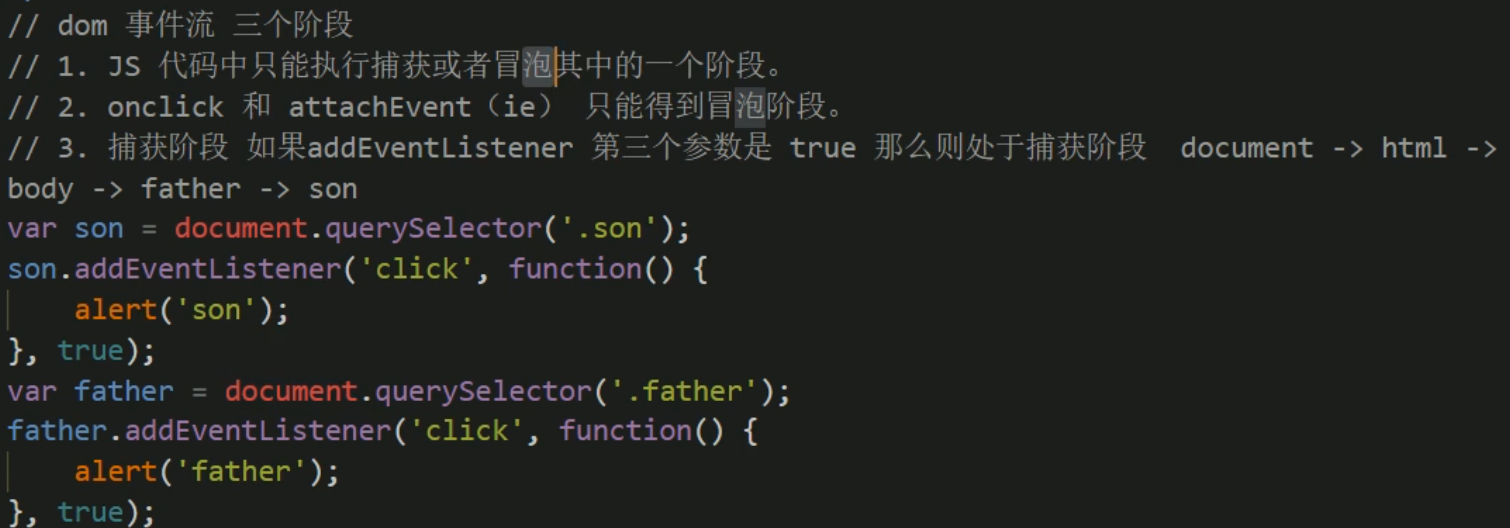 // dom 事件流 三个阶段
// 1. JS 代码中只能执行捕获或者冒泡其中的一个阶段。
// 2. onclick 和 attachEvent（ie） 只能得到冒泡阶段。
// 3. 捕获阶段 如果addEventListener 第三个参数是 true 那么则处于捕获阶段  document -> html ->
body -> father -> son
var son = document.querySelector('.son');
son.addEventListener('click', function() {
    alert('son');
}, true);
var father = document.querySelector('.father');
father.addEventListener('click', function() {
    alert('father');
}, true);